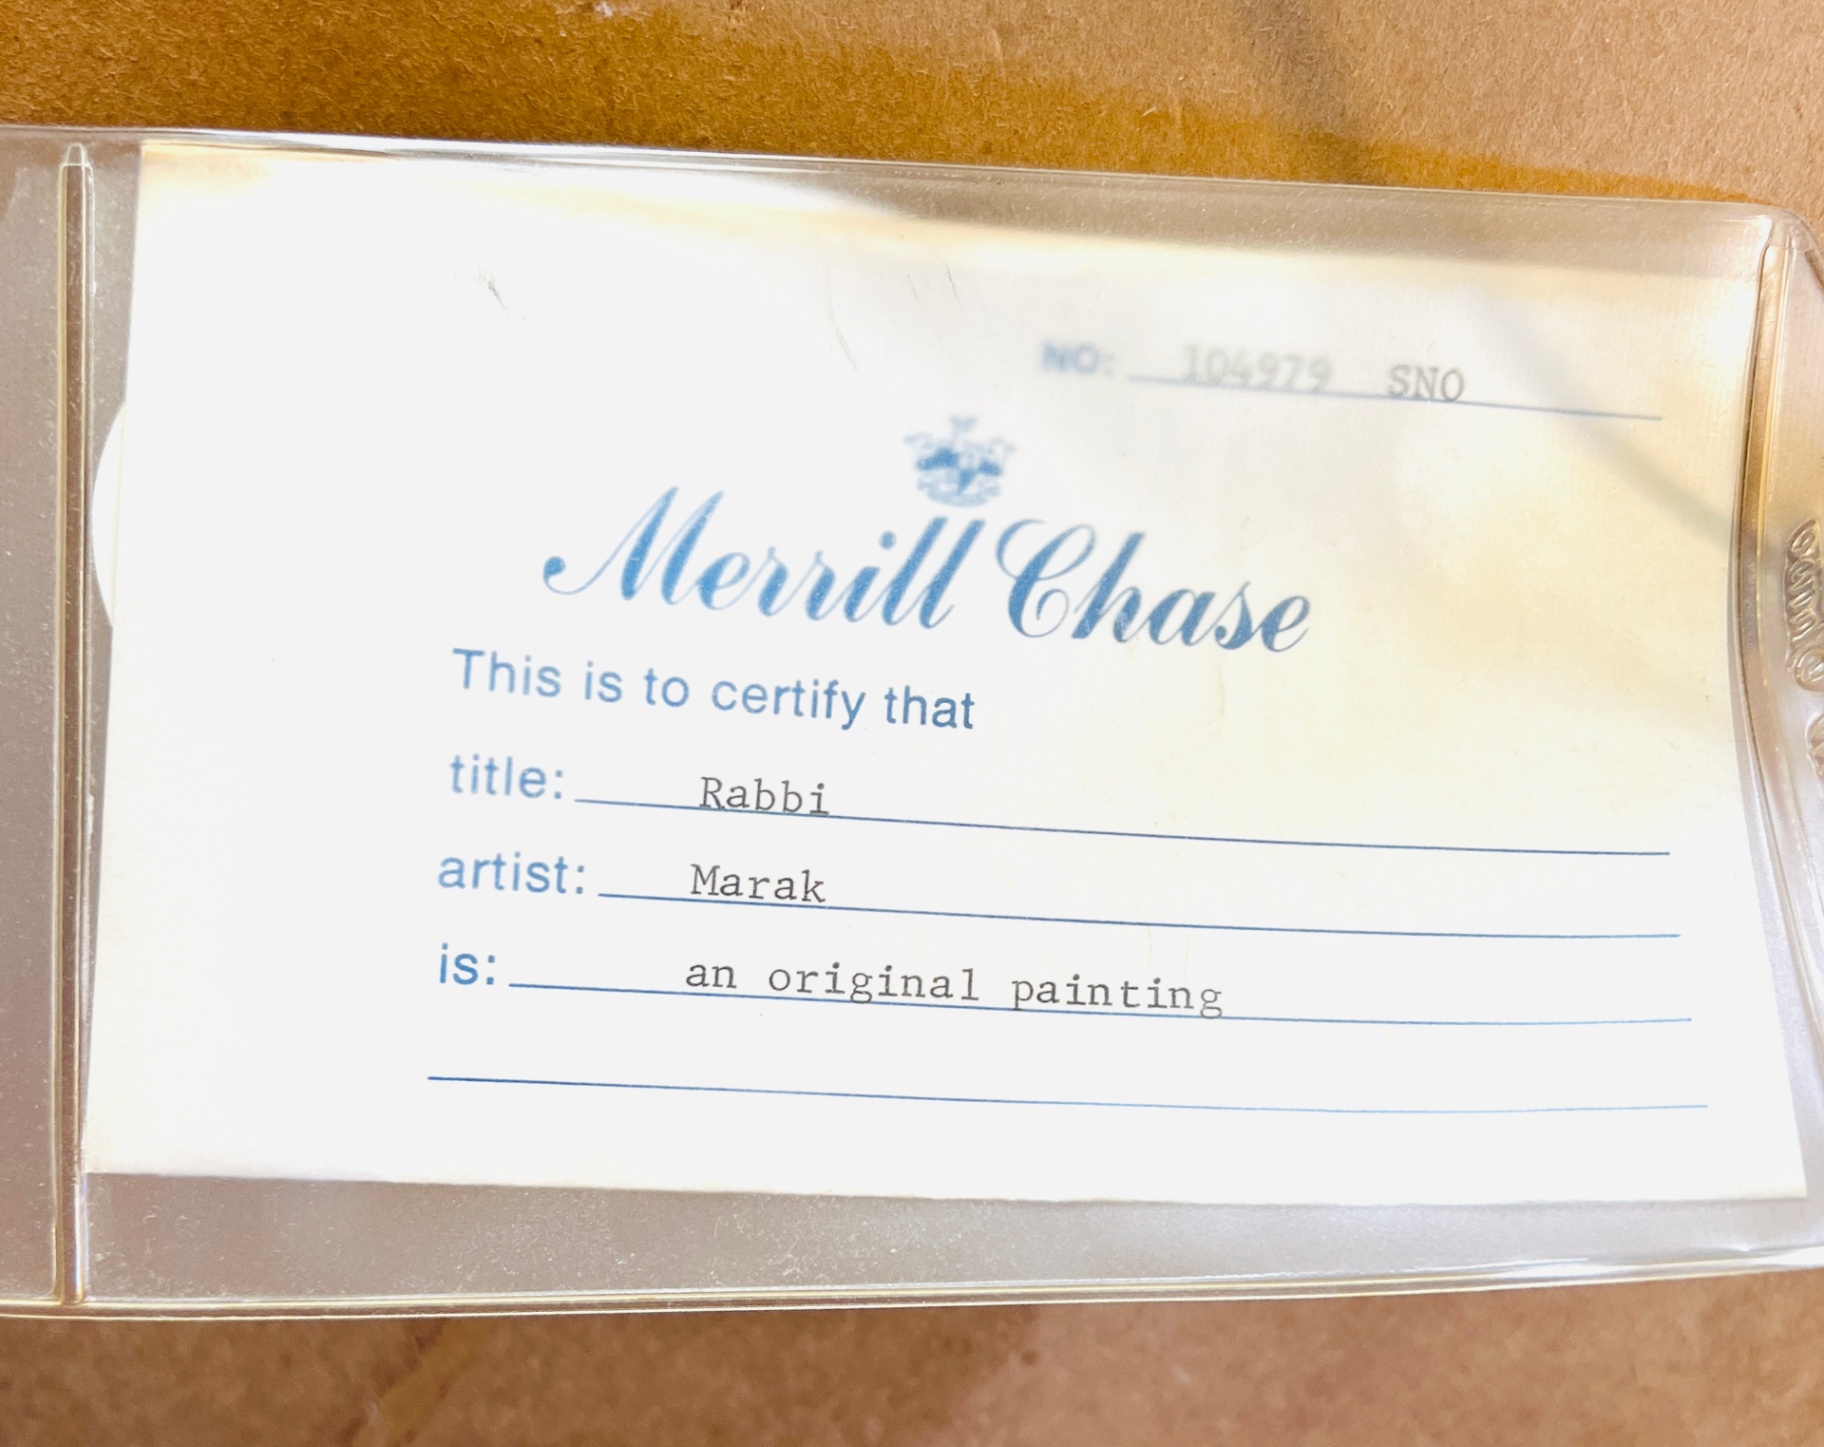 NO: 104979 SNO
Merrill Chase
This is to certify that
title: Rabbi
artist: Marak
is: an original painting